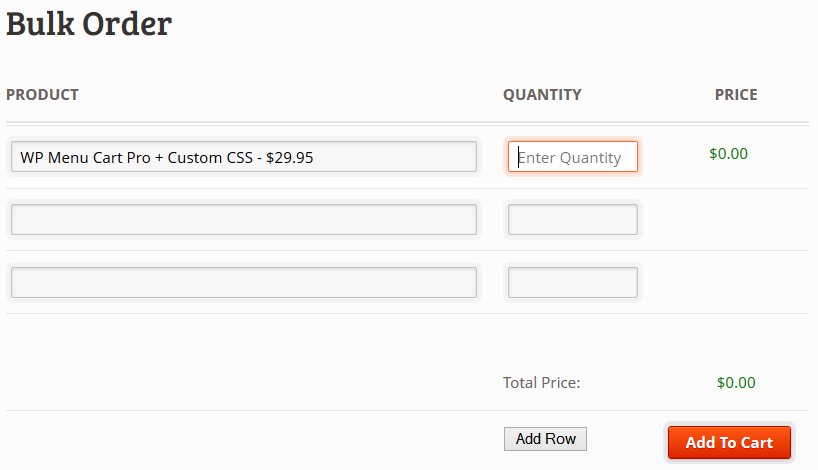 Bulk Order
PRODUCT QUANTITY PRICE
WP Menu Cart Pro + Custom CSS - $29.95 Enter Quantity $0.00
Total Price: $0.00
Add Row Add To Cart